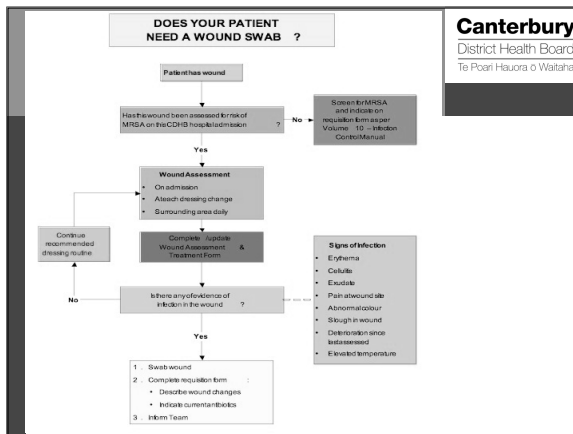 DOES YOUR PATIENT
NEED A WOUND SWAB ?
Canterbury
District Health Board
Te Poari Hauora ō Waitaha
Patient has wound
Has this wound been assessed for risk of
MRSA on this CDHB hospital admission ?
No
Screen for MRSA
and indicate on
requisition form as per
Volume 10 – Infection
Control Manual
Yes
Wound Assessment
• On admission
• At each dressing change
• Surrounding area daily
Continue
recommended
dressing routine
Complete /update
Wound Assessment &
Treatment Form
Signs of Infection
• Erythema
• Cellulite
• Exudate
• Pain at wound site
• Abnormal colour
• Slough in wound
• Deterioration since
last assessed
• Elevated temperature
No
Is there any of evidence of
infection in the wound ?
Yes
1 . Swab wound
2 . Complete requisition form :
• Describe wound changes
• Indicate current antibiotics
3 . Inform Team